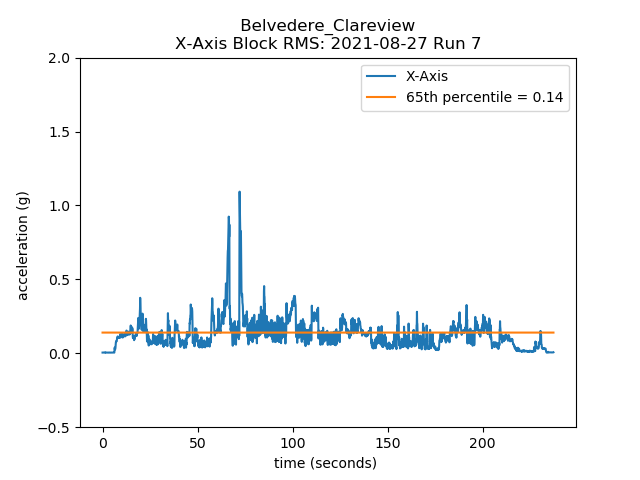 Belvedere_Clareview
X-Axis Block RMS: 2021-08-27 Run 7
2.0
1.5
1.0
0.5
0.0
−0.5
acceleration (g)
X-Axis
65th percentile = 0.14
0 50 100 150 200
time (seconds)